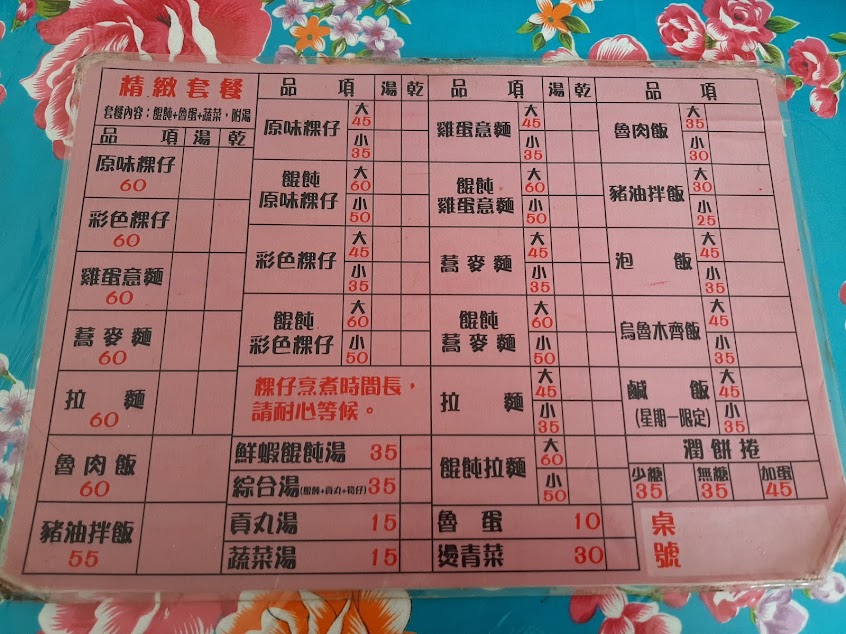 精緻套餐
套餐內容：餛飩+魯蛋+蔬菜，附湯
品 項 湯 乾
原味粿仔
60
彩色粿仔
60
雞蛋意麵
60
蕎麥麵
60
拉 麵
60
魯肉飯
60
豬油拌飯
55
品 項 湯 乾
原味粿仔 大 45 小 35
餛飩
原味粿仔 大 60 小 50
彩色粿仔 大 45 小 35
餛飩
彩色粿仔 大 60 小 50
粿仔烹煮時間長，
請耐心等候。
鮮蝦餛飩湯 35
綜合湯(餛飩+貢丸+粉仔) 35
貢丸湯 15
蔬菜湯 15
品 項 湯 乾
雞蛋意麵 大 45 小 35
餛飩
雞蛋意麵 大 60 小 50
蕎麥麵 大 45 小 35
餛飩
蕎麥麵 大 60 小 50
拉 麵 大 45 小 35
餛飩拉麵 大 60 小 50
魯 蛋 10
燙青菜 30
品 項
魯肉飯 大 35 小 30
豬油拌飯 大 30 小 25
泡 飯 大 45 小 35
烏魯木齊飯 大 45 小 35
鹹 飯
(星期一限定) 大 45 小 35
潤餅捲
少糖 無糖 加蛋
35 35 45
桌
號